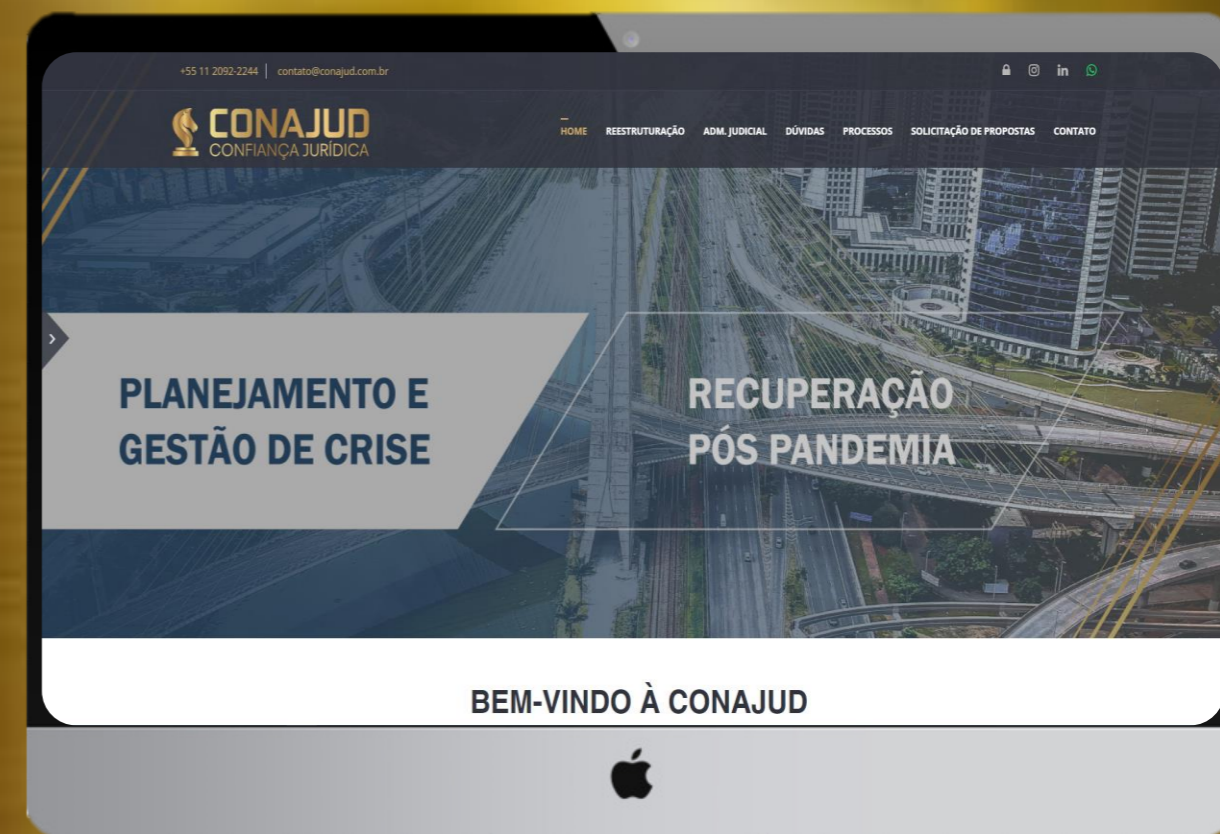 +55 11 2092-2244 | contato@conajud.com.br
CONAJUD
CONFIANÇA JURÍDICA
HOME REESTRUTURAÇÃO ADM. JUDICIAL DÚVIDAS PROCESSOS SOLICITAÇÃO DE PROPOSTAS CONTATO
PLANEJAMENTO E
GESTÃO DE CRISE
RECUPERAÇÃO
PÓS PANDEMIA
BEM-VINDO À CONAJUD